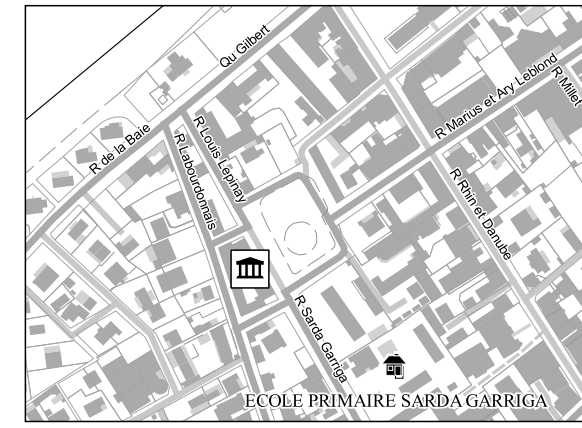 Qu Gilbert
R Marius et Ary Leblond
R Miller
R de la Baie
R Louis Lepinay
R Labourdonnais
R Rhin et Danube
R Sarda Garriga
ECOLE PRIMAIRE SARDA GARRIGA